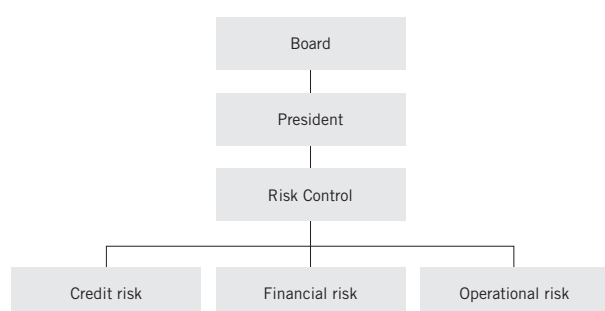 Board
President
Risk Control
Credit risk
Financial risk
Operational risk